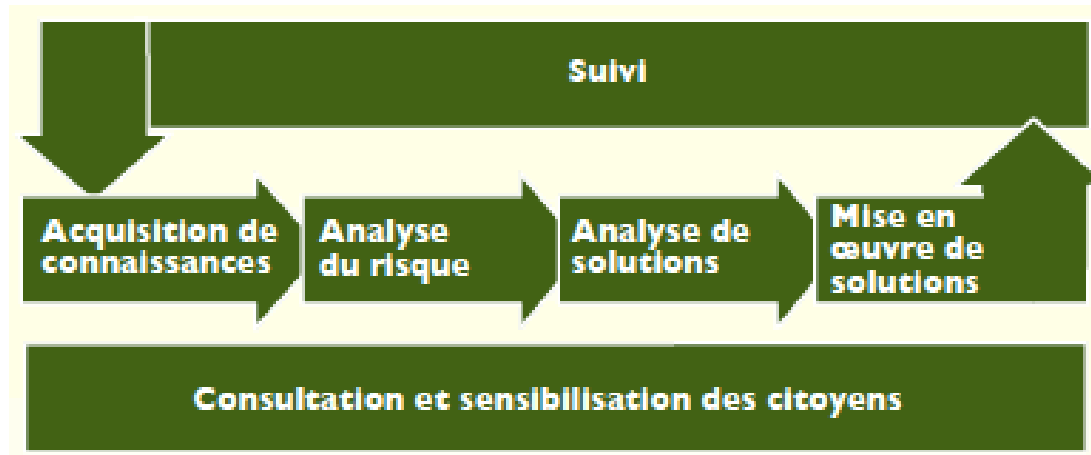 Suivi
Acquisition de
connaissances
Analyse
du risque
Analyse de
solutions
Mise en
œuvre de
solutions
Consultation et sensibilisation des citoyens